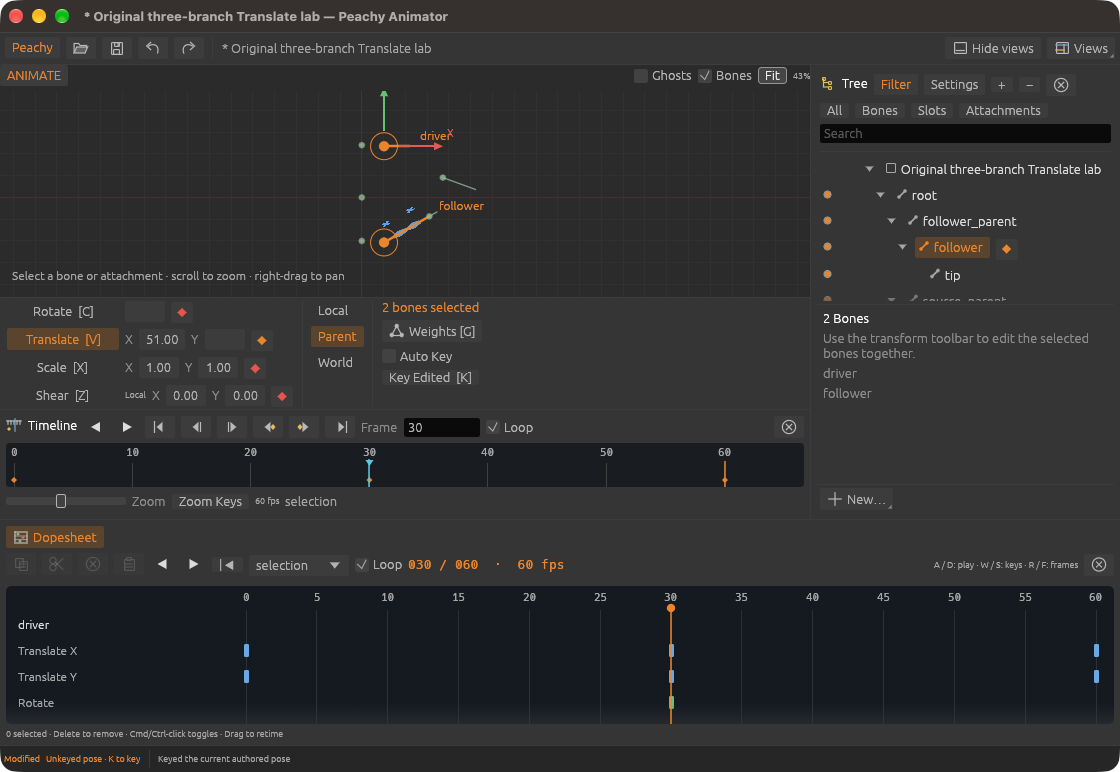 * Original three-branch Translate lab — Peachy Animator
Peachy * Original three-branch Translate lab Hide views Views
ANIMATE Ghosts Bones Fit 43%
driver X
follower
Select a bone or attachment · scroll to zoom · right-drag to pan
Tree Filter Settings + −
All Bones Slots Attachments
Search
Original three-branch Translate lab
root
follower_parent
follower
tip
source_parent
Rotate [C]
Translate [V] X 51.00 Y
Scale [X] X 1.00 Y 1.00
Shear [Z] Local X 0.00 Y 0.00
Local
Parent
World
2 bones selected
Weights [G]
Auto Key
Key Edited [K]
2 Bones
Use the transform toolbar to edit the selected
bones together.
driver
follower
New...
Timeline Frame 30 Loop
0 10 20 30 40 50 60
Zoom Zoom Keys 60 fps selection
Dopesheet
selection Loop 030 / 060 · 60 fps A / D: play · W / S: keys · R / F: frames
0 5 10 15 20 25 30 35 40 45 50 55 60
driver
Translate X
Translate Y
Rotate
0 selected · Delete to remove · Cmd/Ctrl-click toggles · Drag to retime
Modified Unkeyed pose · K to key Keyed the current authored pose